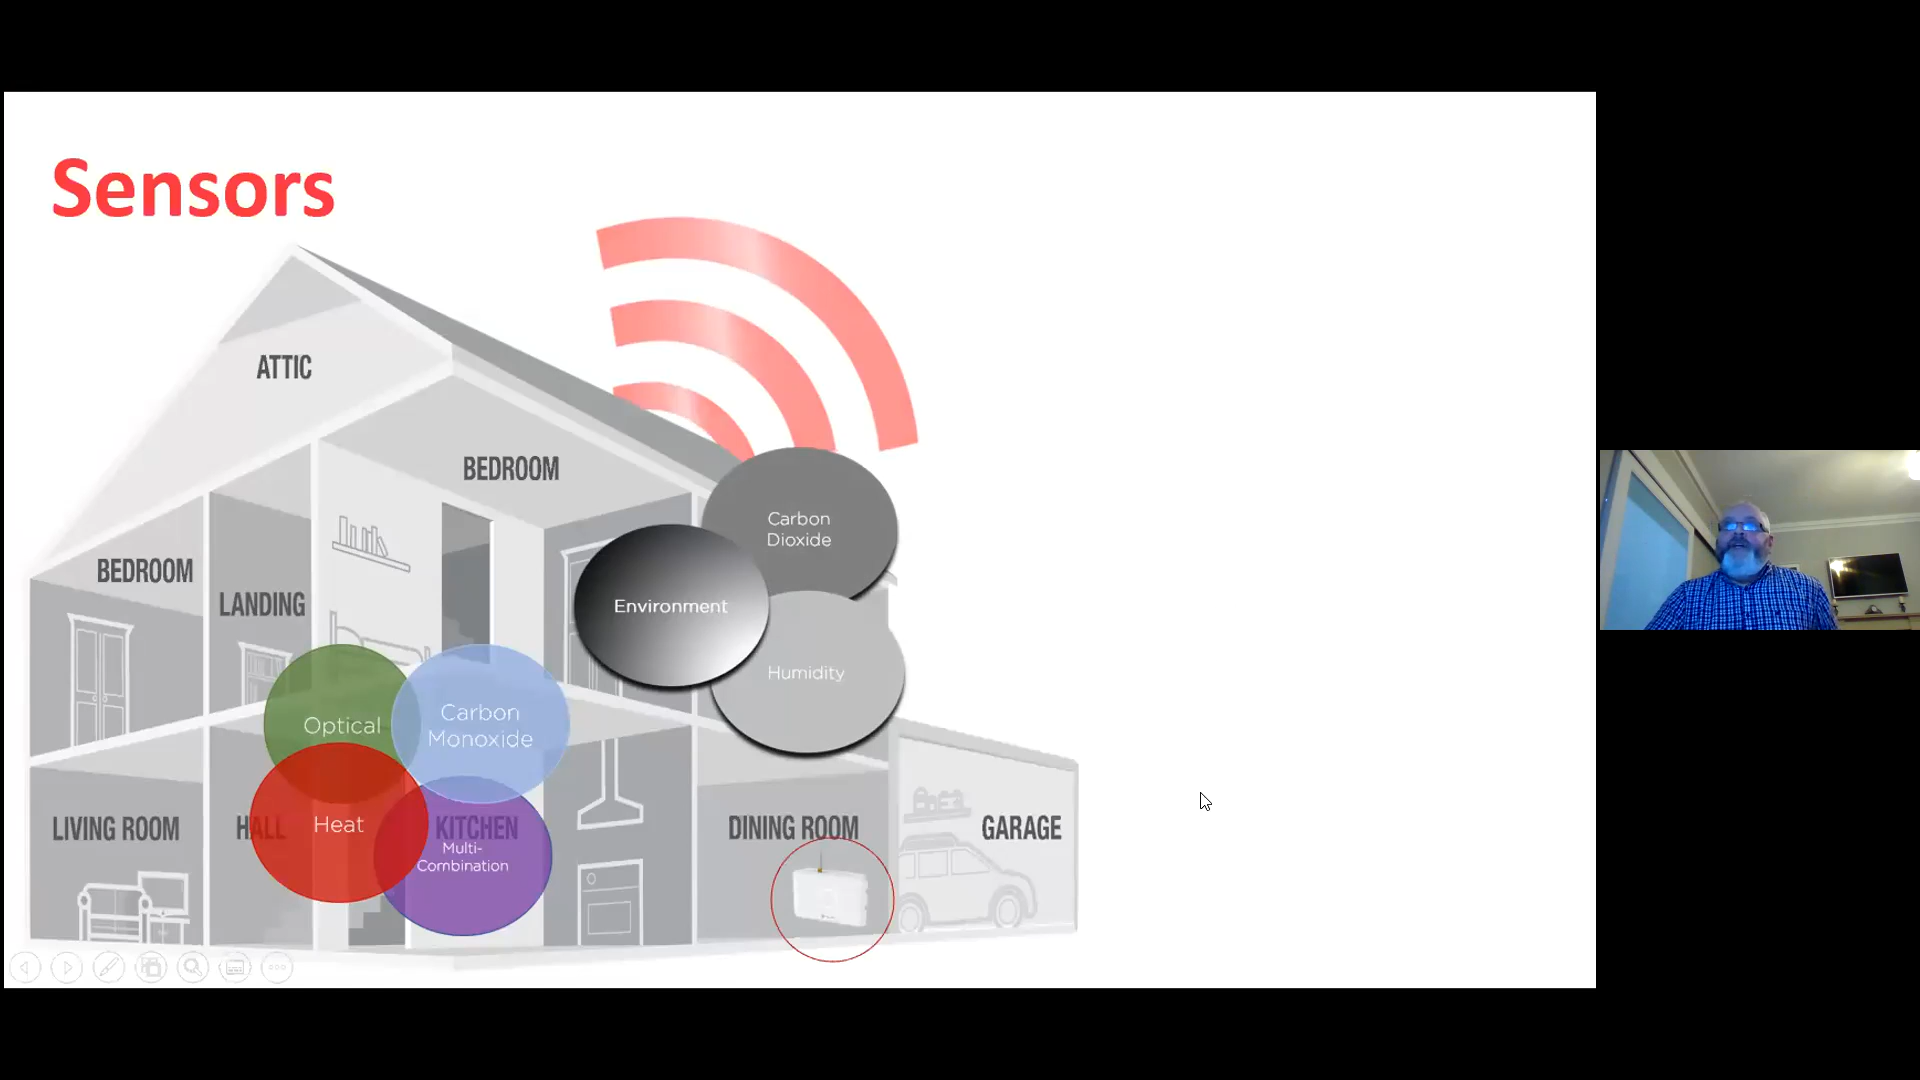 Sensors
ATTIC
BEDROOM
Carbon
Dioxide
BEDROOM
LANDING
Environment
Humidity
Optical
Carbon
Monoxide
LIVING ROOM
HALL
Heat
KITCHEN
Multi-
Combination
DINING ROOM
GARAGE